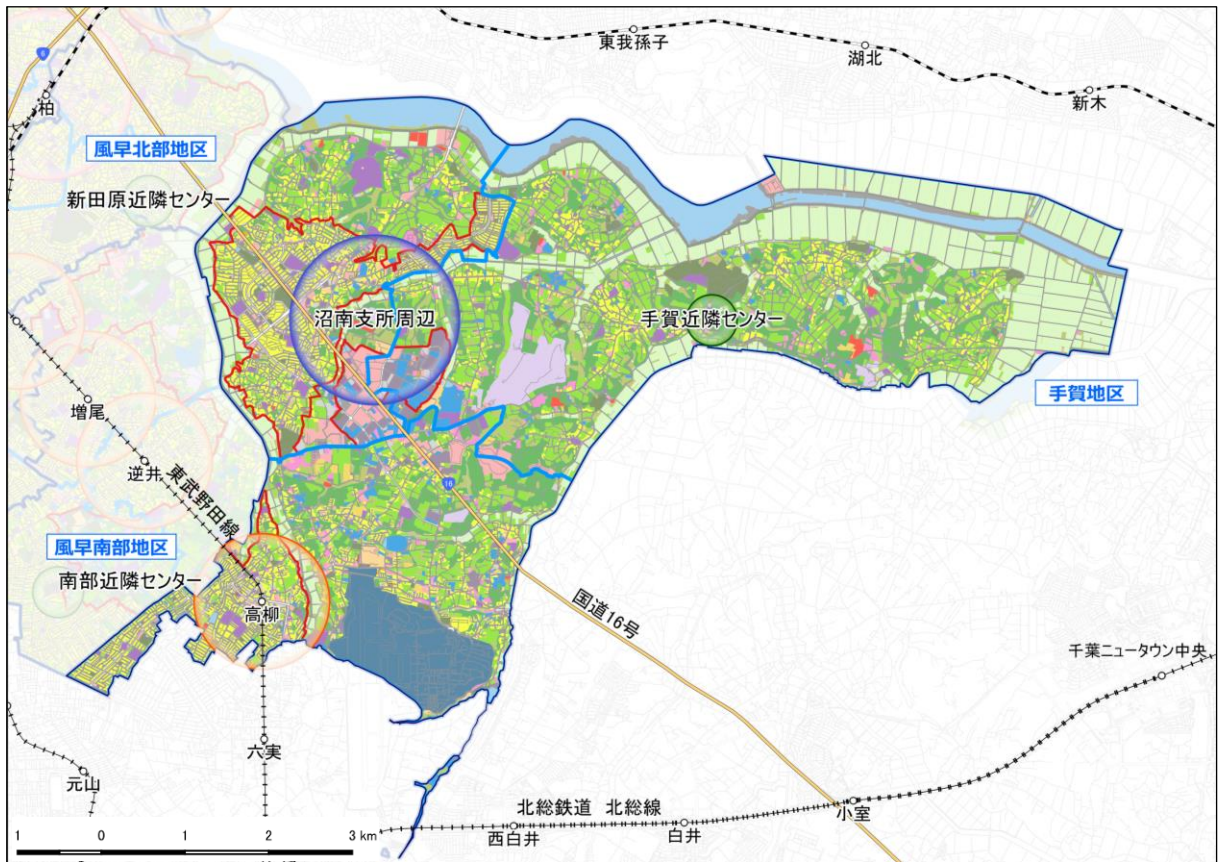 東我孫子
湖北
新木
6
柏
風早北部地区
新田原近隣センター
沼南支所周辺
手賀近隣センター
手賀地区
増尾
逆井
東武野田線
16
風早南部地区
南部近隣センター
高柳
国道16号
千葉ニュータウン中央
六実
元山
小室
北総鉄道 北総線
西白井
白井
1 0 1 2 3 km